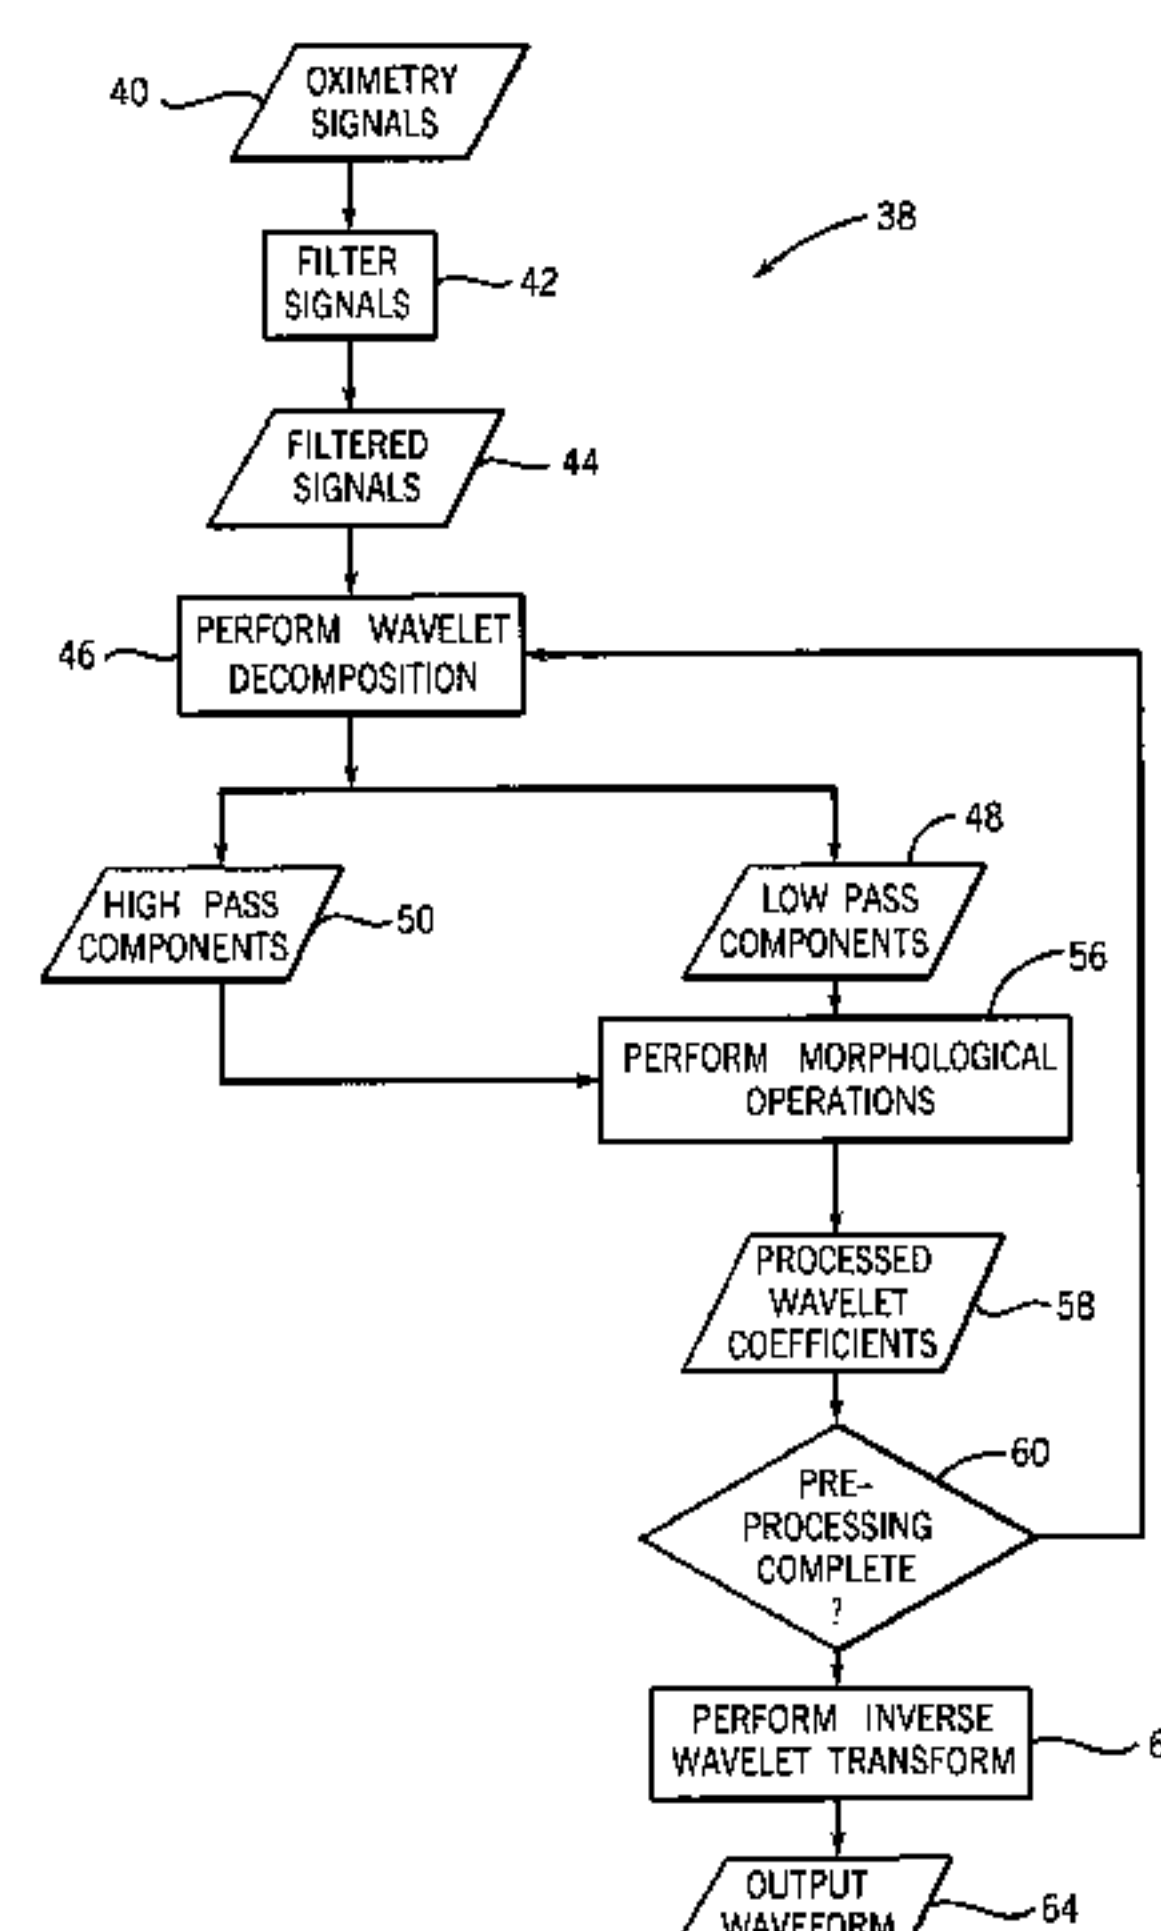 40
OXIMETRY
SIGNALS
38
FILTER
SIGNALS
42
FILTERED
SIGNALS
44
46
PERFORM WAVELET
DECOMPOSITION
48
HIGH PASS
COMPONENTS
50
LOW PASS
COMPONENTS
56
PERFORM MORPHOLOGICAL
OPERATIONS
PROCESSED
WAVELET
COEFFICIENTS
58
60
PRE-
PROCESSING
COMPLETE
?
PERFORM INVERSE
WAVELET TRANSFORM
OUTPUT
WAVEFORM
64